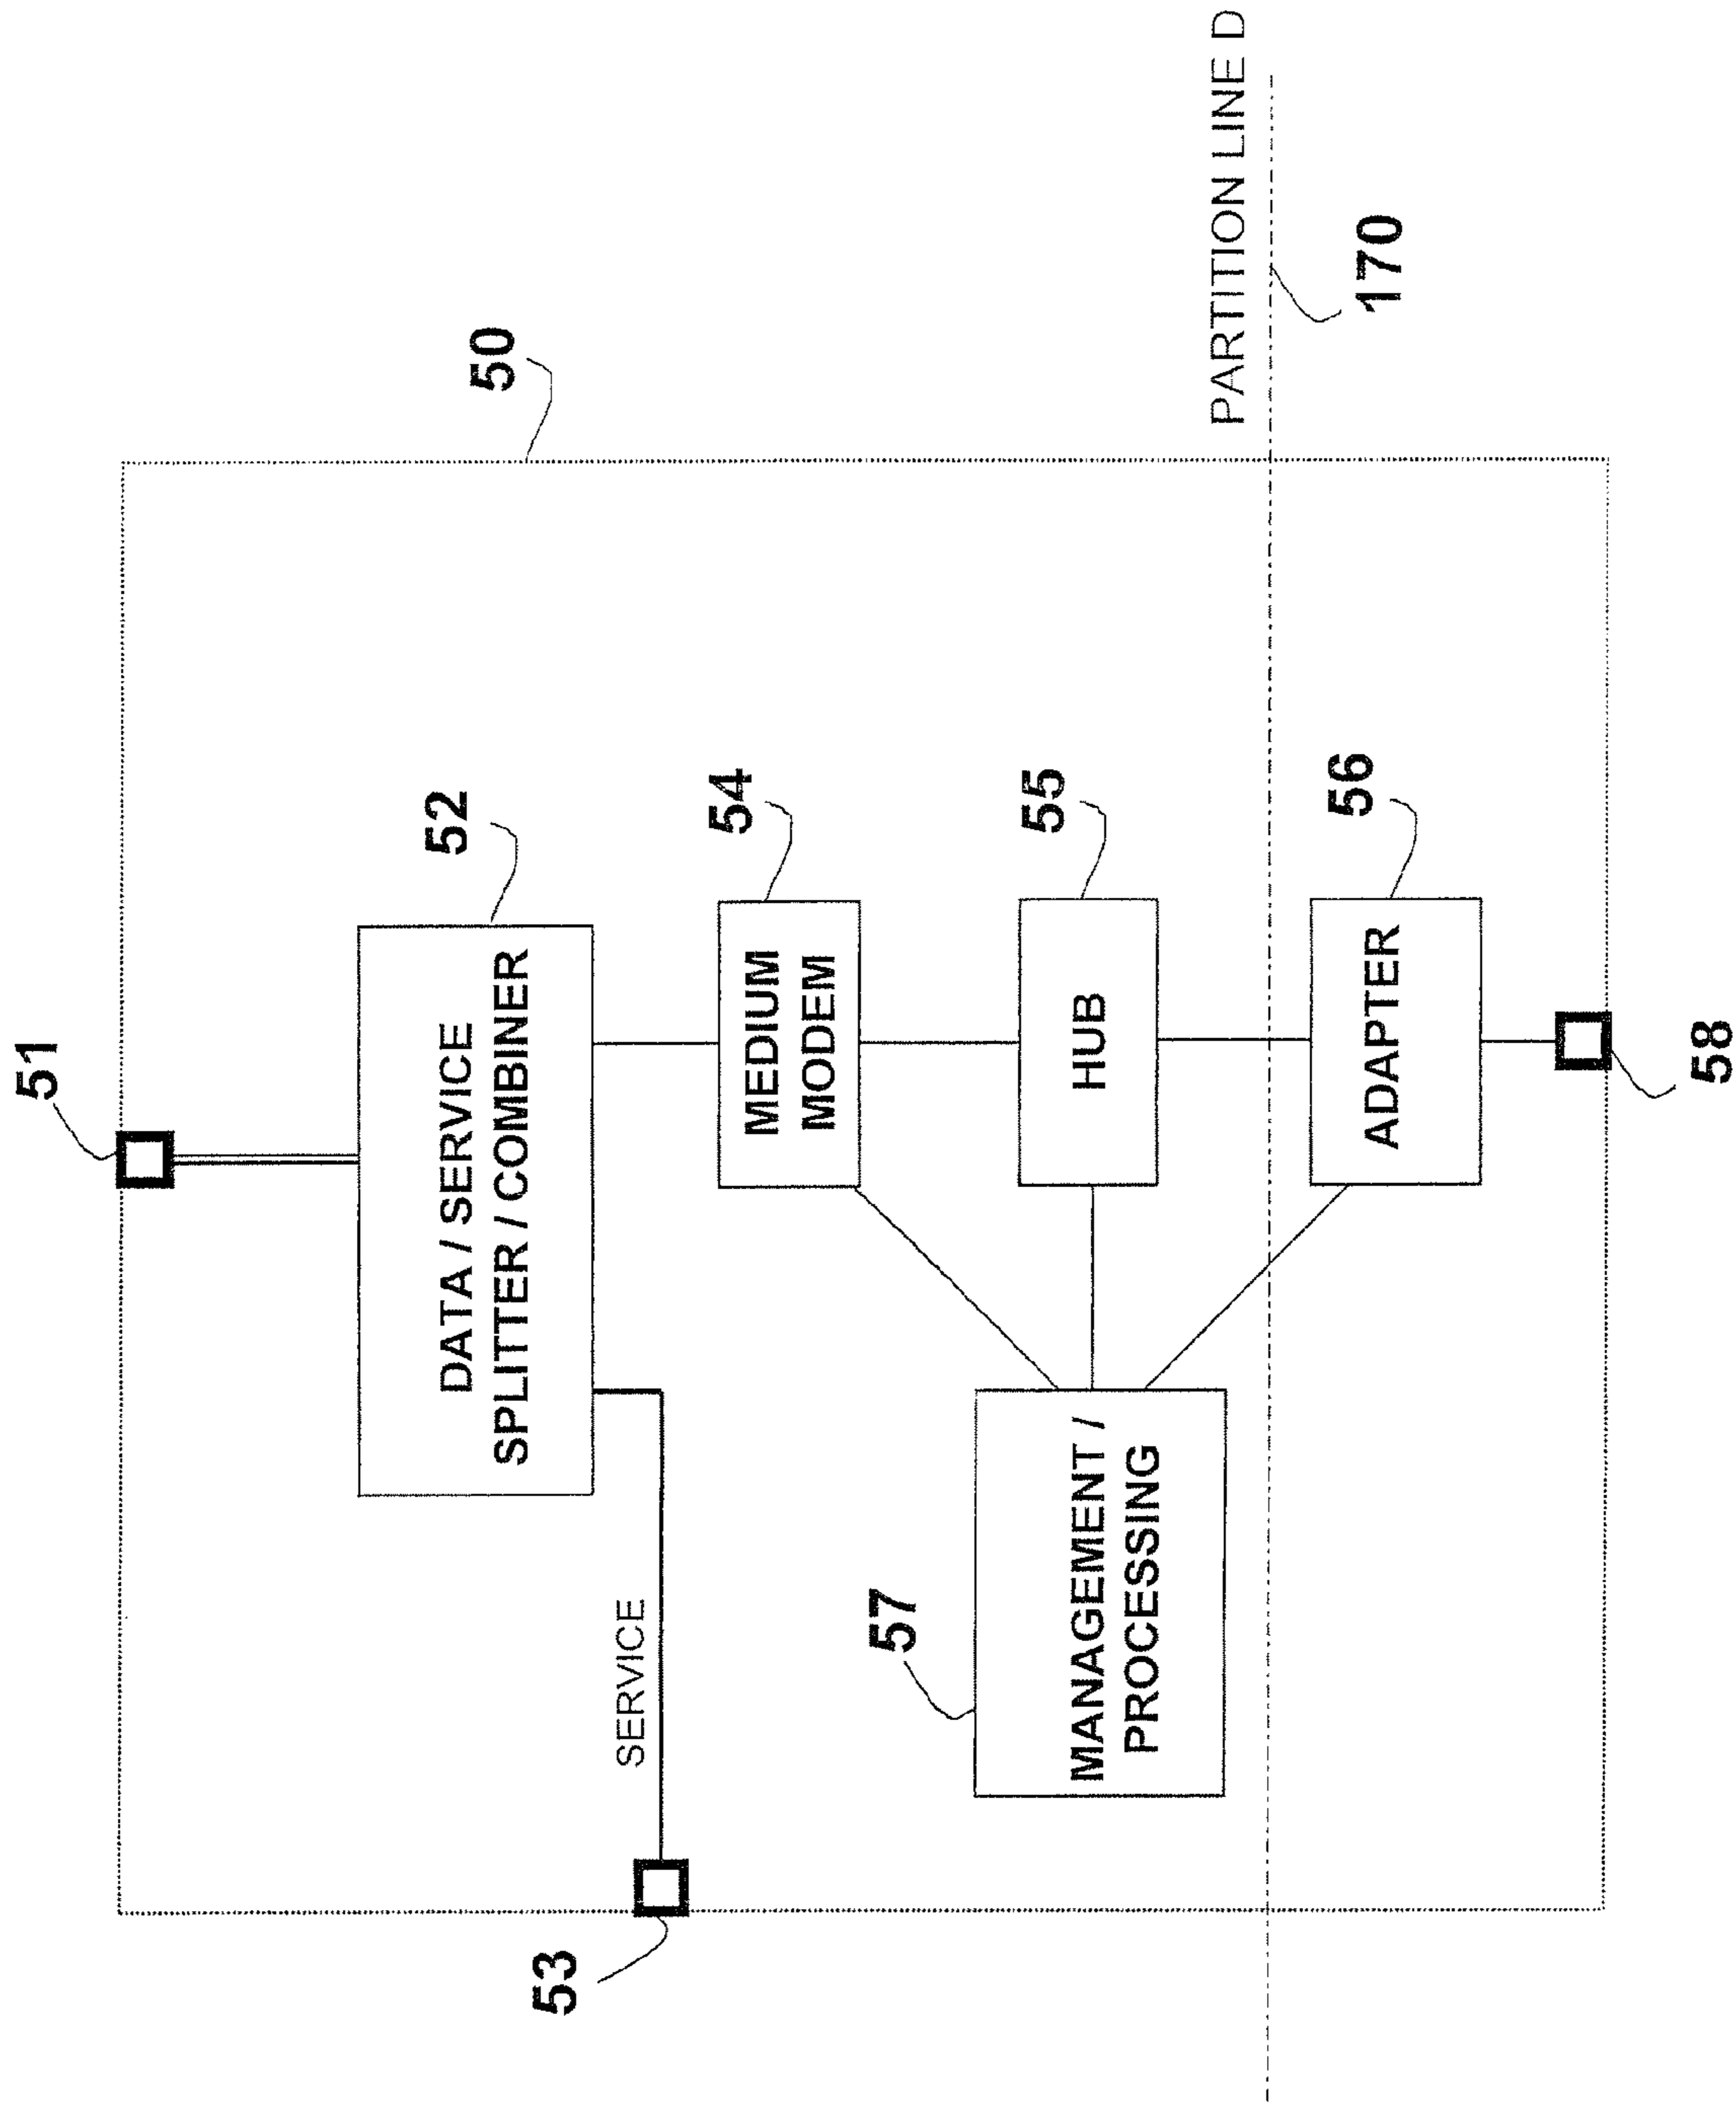 50
51
DATA / SERVICE
SPLITTER / COMBINER
52
SERVICE
53
MEDIUM
MODEM
54
HUB
55
MANAGEMENT /
PROCESSING
57
PARTITION LINE D
170
ADAPTER
56
58